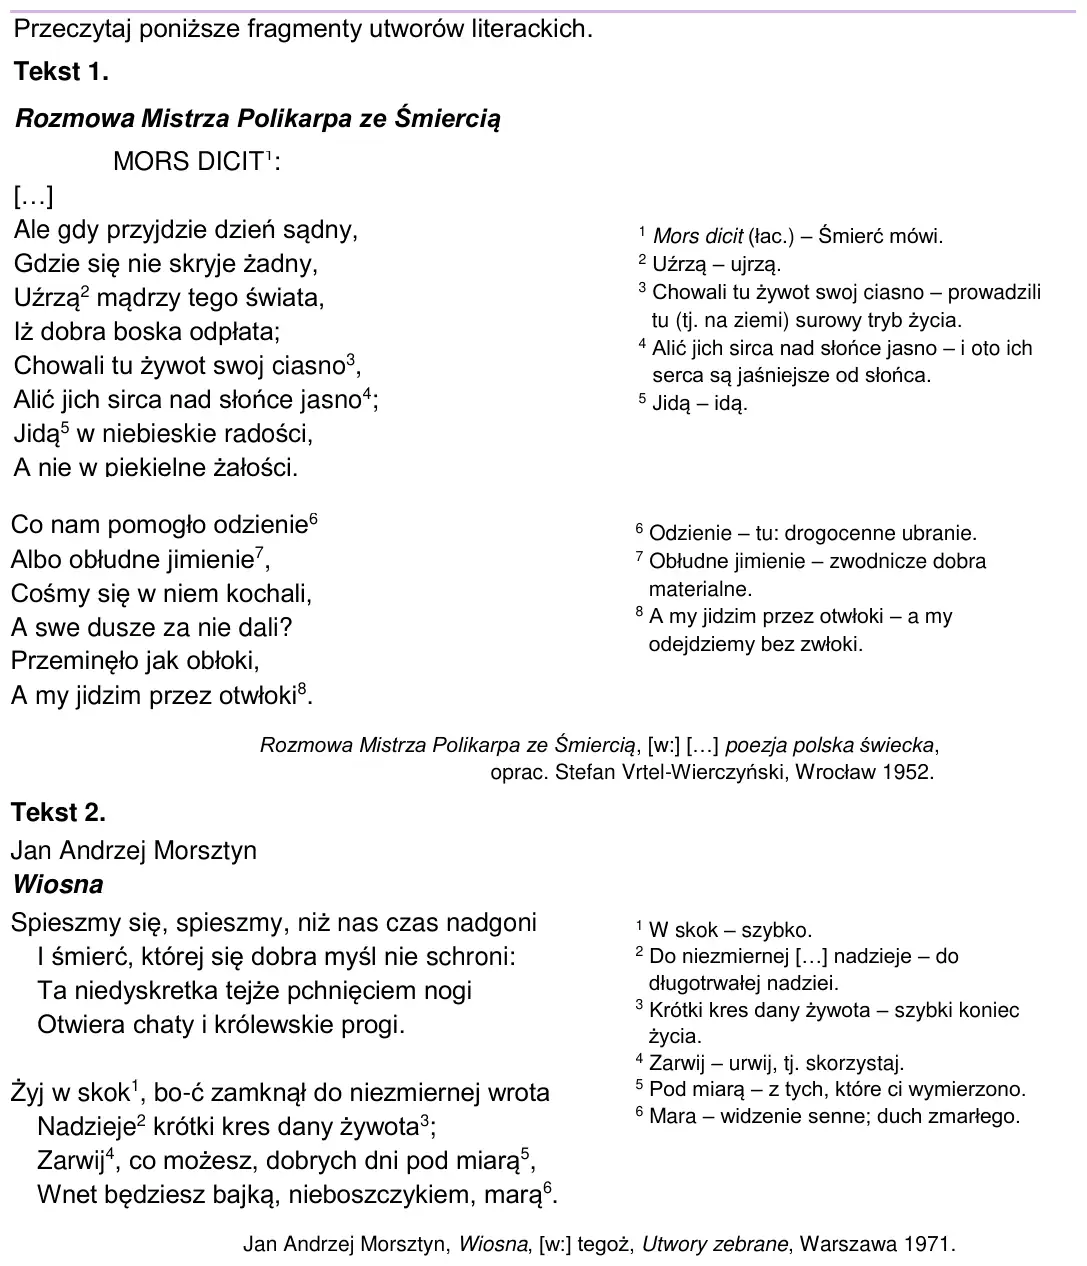 Przeczytaj poniższe fragmenty utworów literackich.
Tekst 1.
Rozmowa Mistrza Polikarpa ze Śmiercią
MORS DICIT¹:
[…]
Ale gdy przyjdzie dzień sądny,
Gdzie się nie skryje żadny,
Uźrzą² mądrzy tego świata,
Iż dobra boska odpłata;
Chowali tu żywot swoj ciasno³,
Alić jich sirca nad słońce jasno⁴;
Jidą⁵ w niebieskie radości,
A nie w piekielne żałości.
¹ Mors dicit (łac.) – Śmierć mówi.
² Uźrzą – ujrzą.
³ Chowali tu żywot swoj ciasno – prowadzili
tu (tj. na ziemi) surowy tryb życia.
⁴ Alić jich sirca nad słońce jasno – i oto ich
serca są jaśniejsze od słońca.
⁵ Jidą – idą.
Co nam pomogło odzienie⁶
Albo obłudne jimienie⁷,
Cośmy się w niem kochali,
A swe dusze za nie dali?
Przeminęło jak obłoki,
A my jidzim przez otwłoki⁸.
⁶ Odzienie – tu: drogocenne ubranie.
⁷ Obłudne jimienie – zwodnicze dobra
materialne.
⁸ A my jidzim przez otwłoki – a my
odejdziemy bez zwłoki.
Rozmowa Mistrza Polikarpa ze Śmiercią, [w:] […] poezja polska świecka,
oprac. Stefan Vrtel-Wierczyński, Wrocław 1952.
Tekst 2.
Jan Andrzej Morsztyn
Wiosna
Spieszmy się, spieszmy, niż nas czas nadgoni
I śmierć, której się dobra myśl nie schroni:
Ta niedyskretka tejże pchnięciem nogi
Otwiera chaty i królewskie progi.
Żyj w skok¹, bo-ć zamknął do niezmiernej wrota
Nadzieje² krótki kres dany żywota³;
Zarwij⁴, co możesz, dobrych dni pod miarą⁵,
Wnet będziesz bajką, nieboszczykiem, marą⁶.
¹ W skok – szybko.
² Do niezmiernej […] nadzieje – do
długotrwałej nadziei.
³ Krótki kres dany żywota – szybki koniec
życia.
⁴ Zarwij – urwij, tj. skorzystaj.
⁵ Pod miarą – z tych, które ci wymierzono.
⁶ Mara – widzenie senne; duch zmarłego.
Jan Andrzej Morsztyn, Wiosna, [w:] tegoż, Utwory zebrane, Warszawa 1971.